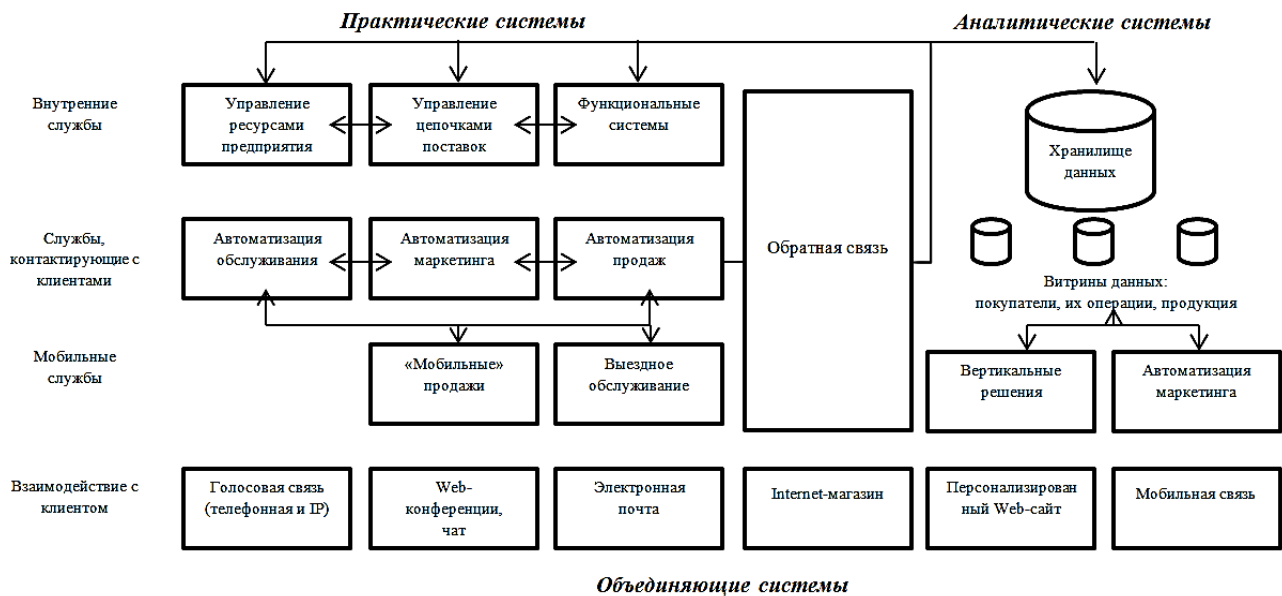 Практические системы
Аналитические системы
Внутренние
службы
Управление
ресурсами
предприятия
Управление
цепочками
поставок
Функциональные
системы
Хранилище
данных
Службы,
контактирующие с
клиентами
Автоматизация
обслуживания
Автоматизация
маркетинга
Автоматизация
продаж
Обратная связь
Витрины данных:
покупатели, их операции, продукция
Мобильные
службы
«Мобильные»
продажи
Выездное
обслуживание
Вертикальные
решения
Автоматизация
маркетинга
Взаимодействие с
клиентом
Голосовая связь
(телефонная и IP)
Web-
конференции,
чат
Электронная
почта
Internet-магазин
Персонализирован
ный Web-сайт
Мобильная связь
Объединяющие системы